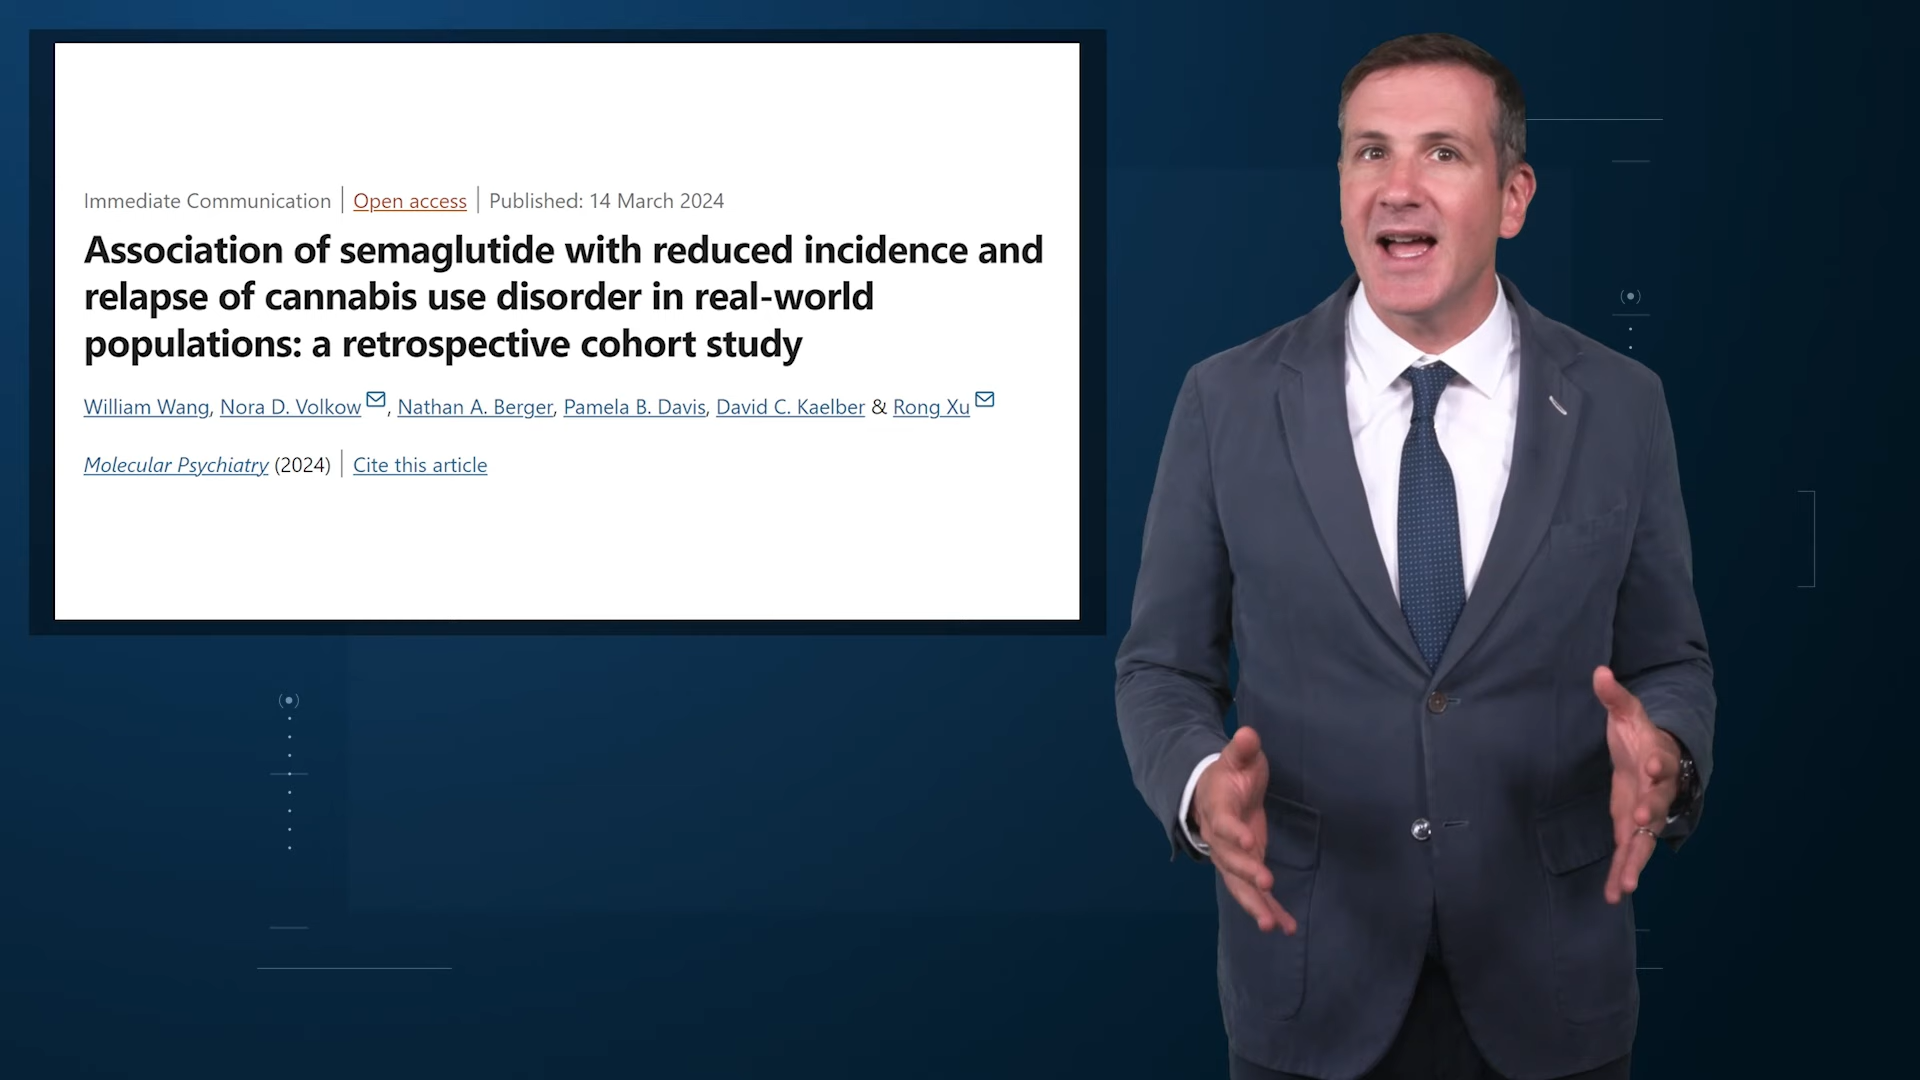 Immediate Communication | Open access | Published: 14 March 2024
Association of semaglutide with reduced incidence and
relapse of cannabis use disorder in real-world
populations: a retrospective cohort study
William Wang, Nora D. Volkow, Nathan A. Berger, Pamela B. Davis, David C. Kaelber & Rong Xu
Molecular Psychiatry (2024) | Cite this article